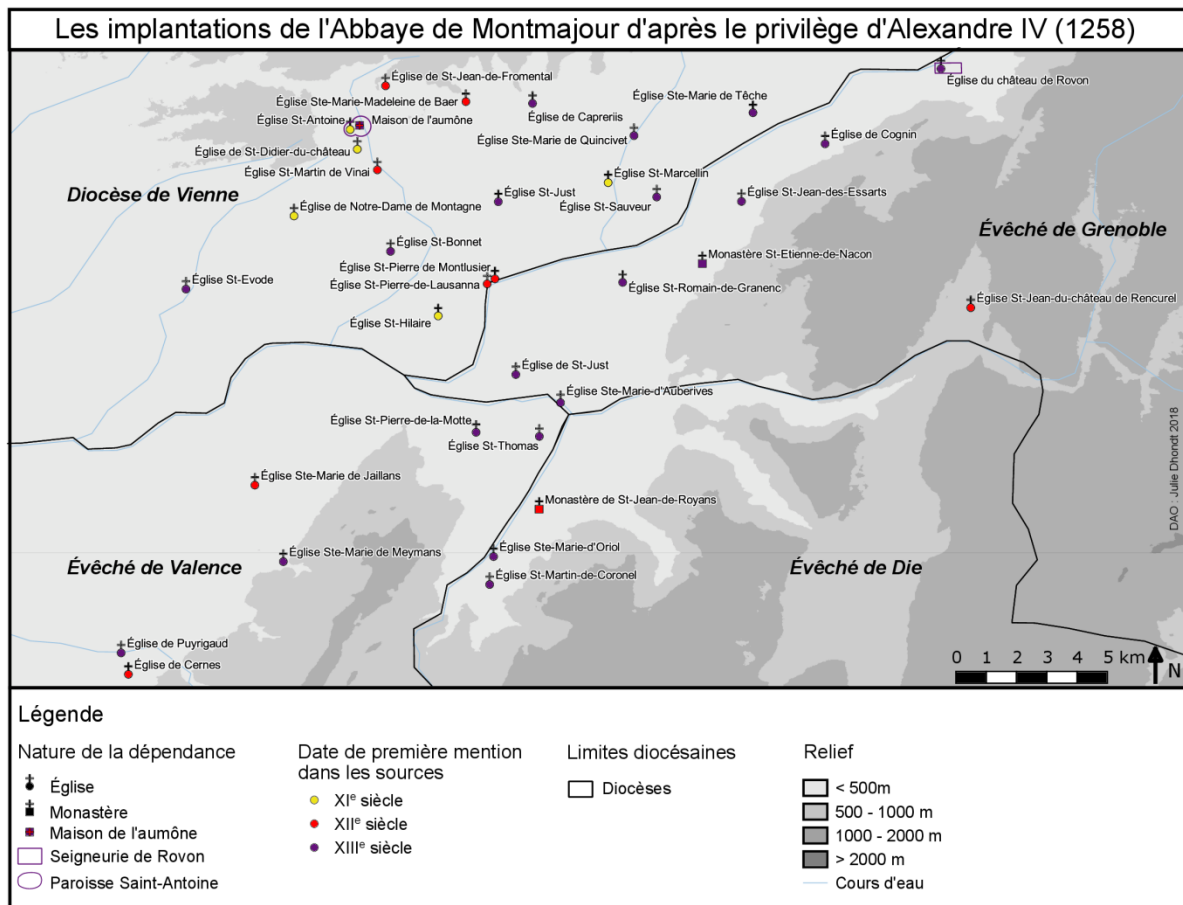 Les implantations de l'Abbaye de Montmajour d'après le privilège d'Alexandre IV (1258)
Église de St-Jean-de-Fromental
Église du château de Rovon
Église Ste-Marie-Madeleine de Baer
Église Ste-Marie de Têche
Église de Capreriis
Église St-Antoine
Maison de l'aumône
Église Ste-Marie de Quincivet
Église de Cognin
Église de St-Didier-du-château
Église St-Martin de Vinai
Église St-Marcellin
Diocèse de Vienne
Église St-Just
Église St-Sauveur
Église St-Jean-des-Essarts
Église de Notre-Dame de Montagne
Évêché de Grenoble
Église St-Bonnet
Monastère St-Etienne-de-Nacon
Église St-Pierre de Montlusier
Église St-Evode
Église St-Pierre-de-Lausanna
Église St-Romain-de-Granenc
Église St-Jean-du-château de Rencurel
Église St-Hilaire
Église de St-Just
Église Ste-Marie-d'Auberives
Église St-Pierre-de-la-Motte
Église St-Thomas
Église Ste-Marie de Jaillans
Monastère de St-Jean-de-Royans
DAO : Julie Dhondt 2018
Église Ste-Marie de Meymans
Église Ste-Marie-d'Oriol
Évêché de Valence
Évêché de Die
Église St-Martin-de-Coronel
Église de Puyrigaud
Église de Cernes
0 1 2 3 4 5 km
N
Légende
Nature de la dépendance
Église
Monastère
Maison de l'aumône
Seigneurie de Rovon
Paroisse Saint-Antoine
Date de première mention
dans les sources
XIe siècle
XIIe siècle
XIIIe siècle
Limites diocésaines
Diocèses
Relief
< 500m
500 - 1000 m
1000 - 2000 m
> 2000 m
Cours d'eau